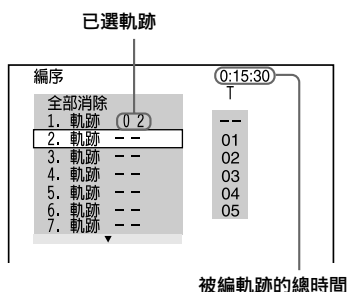 已選軌跡
編序 0:15:30
T
全部消除
1. 軌跡 02 --
2. 軌跡 -- 01
3. 軌跡 -- 02
4. 軌跡 -- 03
5. 軌跡 -- 04
6. 軌跡 -- 05
7. 軌跡 --
被編軌跡的總時間